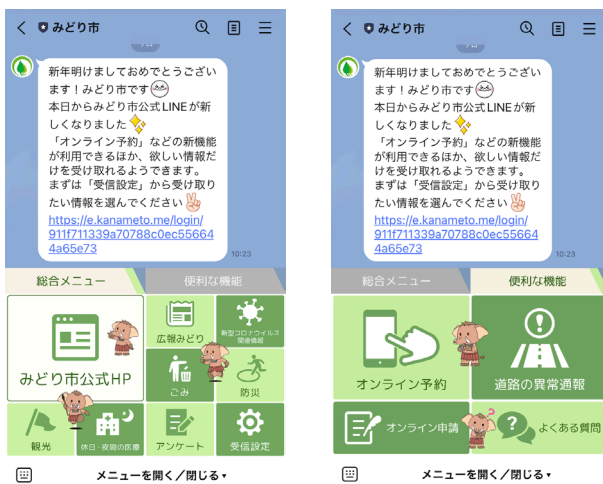 みどり市
新年明けましておめでとうござい
ます！みどり市です
本日からみどり市公式LINEが新
しくなりました
「オンライン予約」などの新機能
が利用できるほか、欲しい情報だ
けを受け取れるようできます。
まずは「受信設定」から受け取り
たい情報を選んでください
https://e.kanameto.me/login/
911f711339a70788c0ec55664
4a65e73
10:23
総合メニュー
便利な機能
みどり市公式HP
広報みどり
新型コロナウイルス
関連情報
ごみ
防災
観光
休日・夜間の医療
アンケート
受信設定
メニューを開く／閉じる
みどり市
新年明けましておめでとうござい
ます！みどり市です
本日からみどり市公式LINEが新
しくなりました
「オンライン予約」などの新機能
が利用できるほか、欲しい情報だ
けを受け取れるようできます。
まずは「受信設定」から受け取り
たい情報を選んでください
https://e.kanameto.me/login/
911f711339a70788c0ec55664
4a65e73
10:23
総合メニュー
便利な機能
オンライン予約
道路の異常通報
オンライン申請
よくある質問
メニューを開く／閉じる